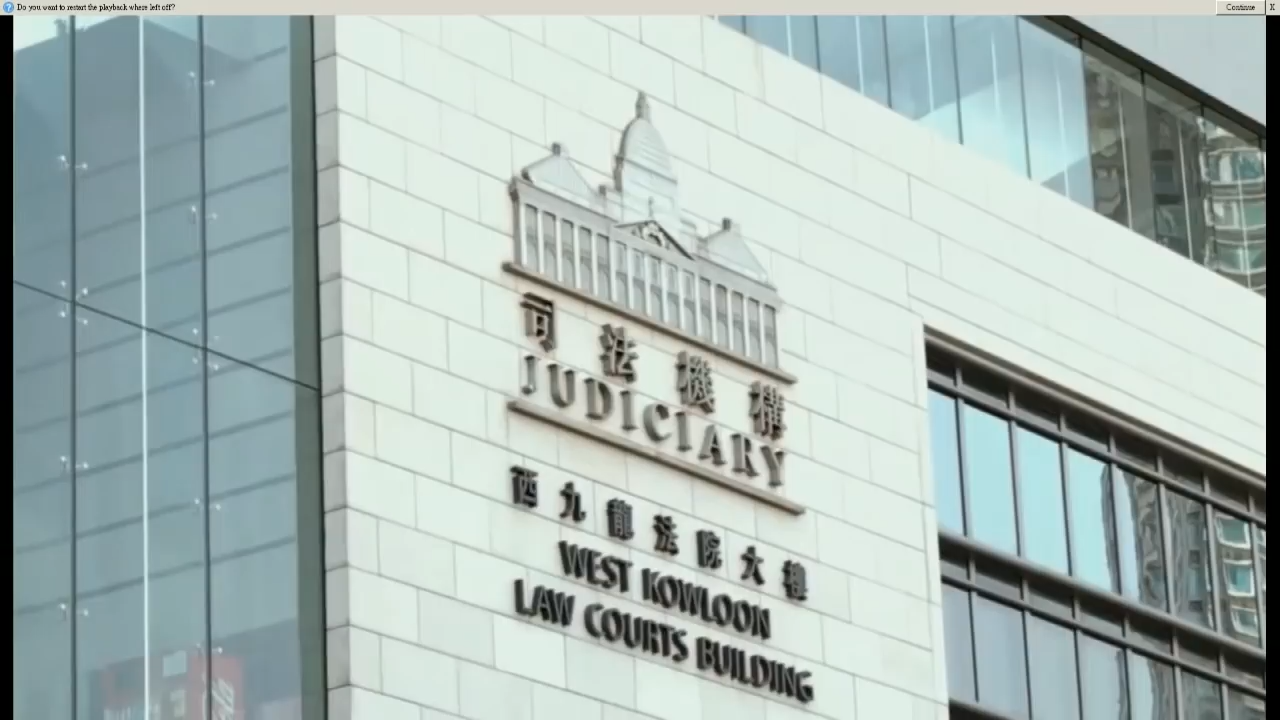 Do you want to restart the playback where left off?
Continue
X
司法機構
JUDICIARY
西九龍法院大樓
WEST KOWLOON
LAW COURTS BUILDING